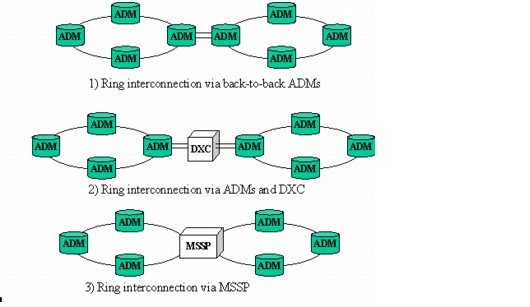 ADM ADM
ADM ADM ADM ADM
ADM ADM
1) Ring interconnection via back-to-back ADMs
ADM ADM
ADM ADM DXC ADM ADM
ADM ADM
2) Ring interconnection via ADMs and DXC
ADM ADM
ADM MSSP ADM
ADM ADM
3) Ring interconnection via MSSP